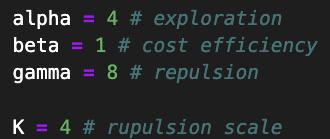 alpha = 4 # exploration
beta = 1 # cost efficiency
gamma = 8 # repulsion
K = 4 # rupulsion scale